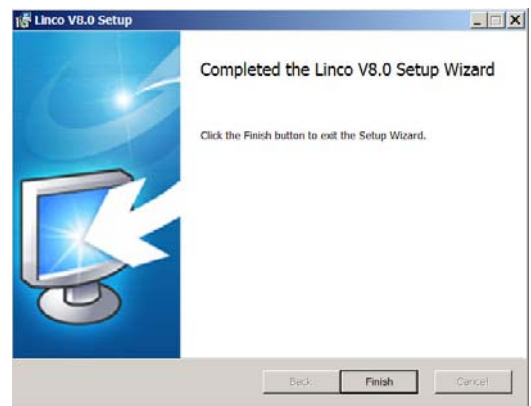 Linco V8.0 Setup
Completed the Linco V8.0 Setup Wizard
Click the Finish button to exit the Setup Wizard.
Back Finish Cancel